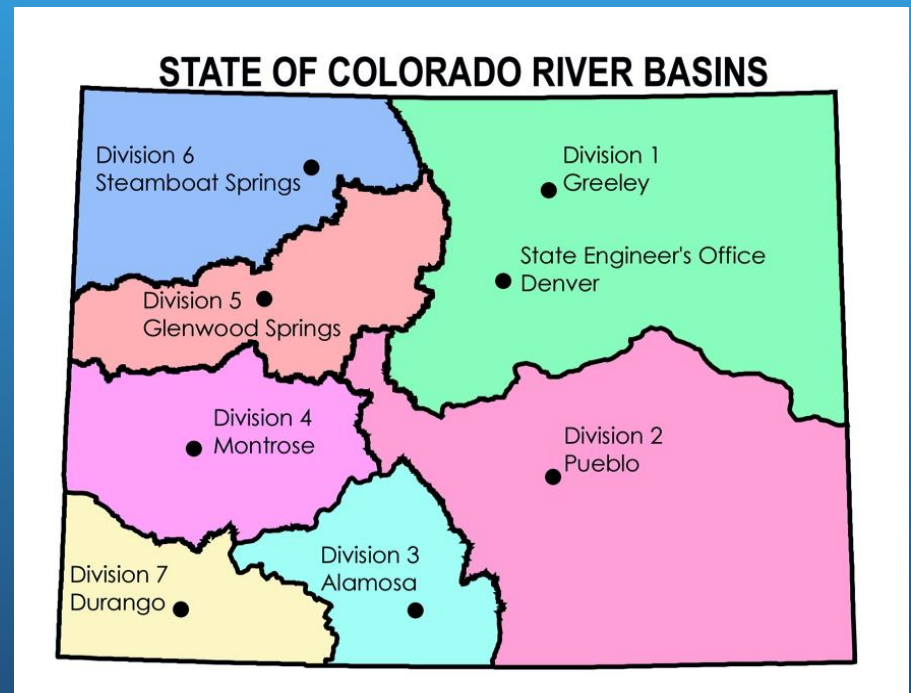 STATE OF COLORADO RIVER BASINS
Division 6
Steamboat Springs
Division 1
Greeley
State Engineer's Office
Denver
Division 5
Glenwood Springs
Division 4
Montrose
Division 2
Pueblo
Division 3
Alamosa
Division 7
Durango